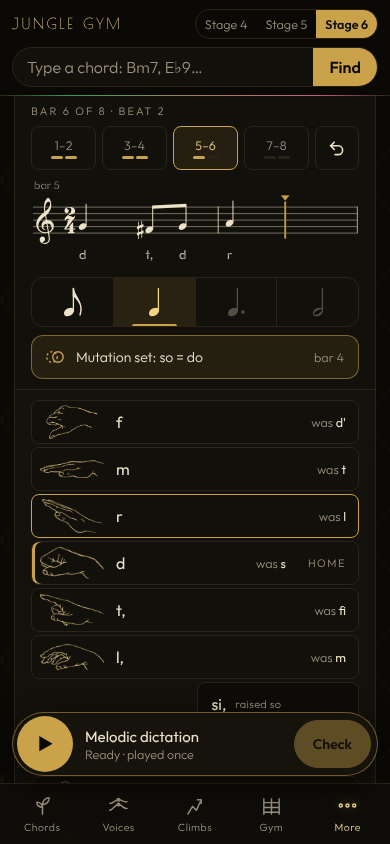 JUNGLE GYM
Stage 4 Stage 5 Stage 6
Type a chord: Bm7, E♭9… Find
BAR 6 OF 8 · BEAT 2
1–2 3–4 5–6 7–8
bar 5
2
4
d t, d r
Mutation set: so = do bar 4
f was d'
m was t
r was l
d was s HOME
t, was fi
l, was m
si, raised so
Melodic dictation
Ready · played once
Check
Chords Voices Climbs Gym More